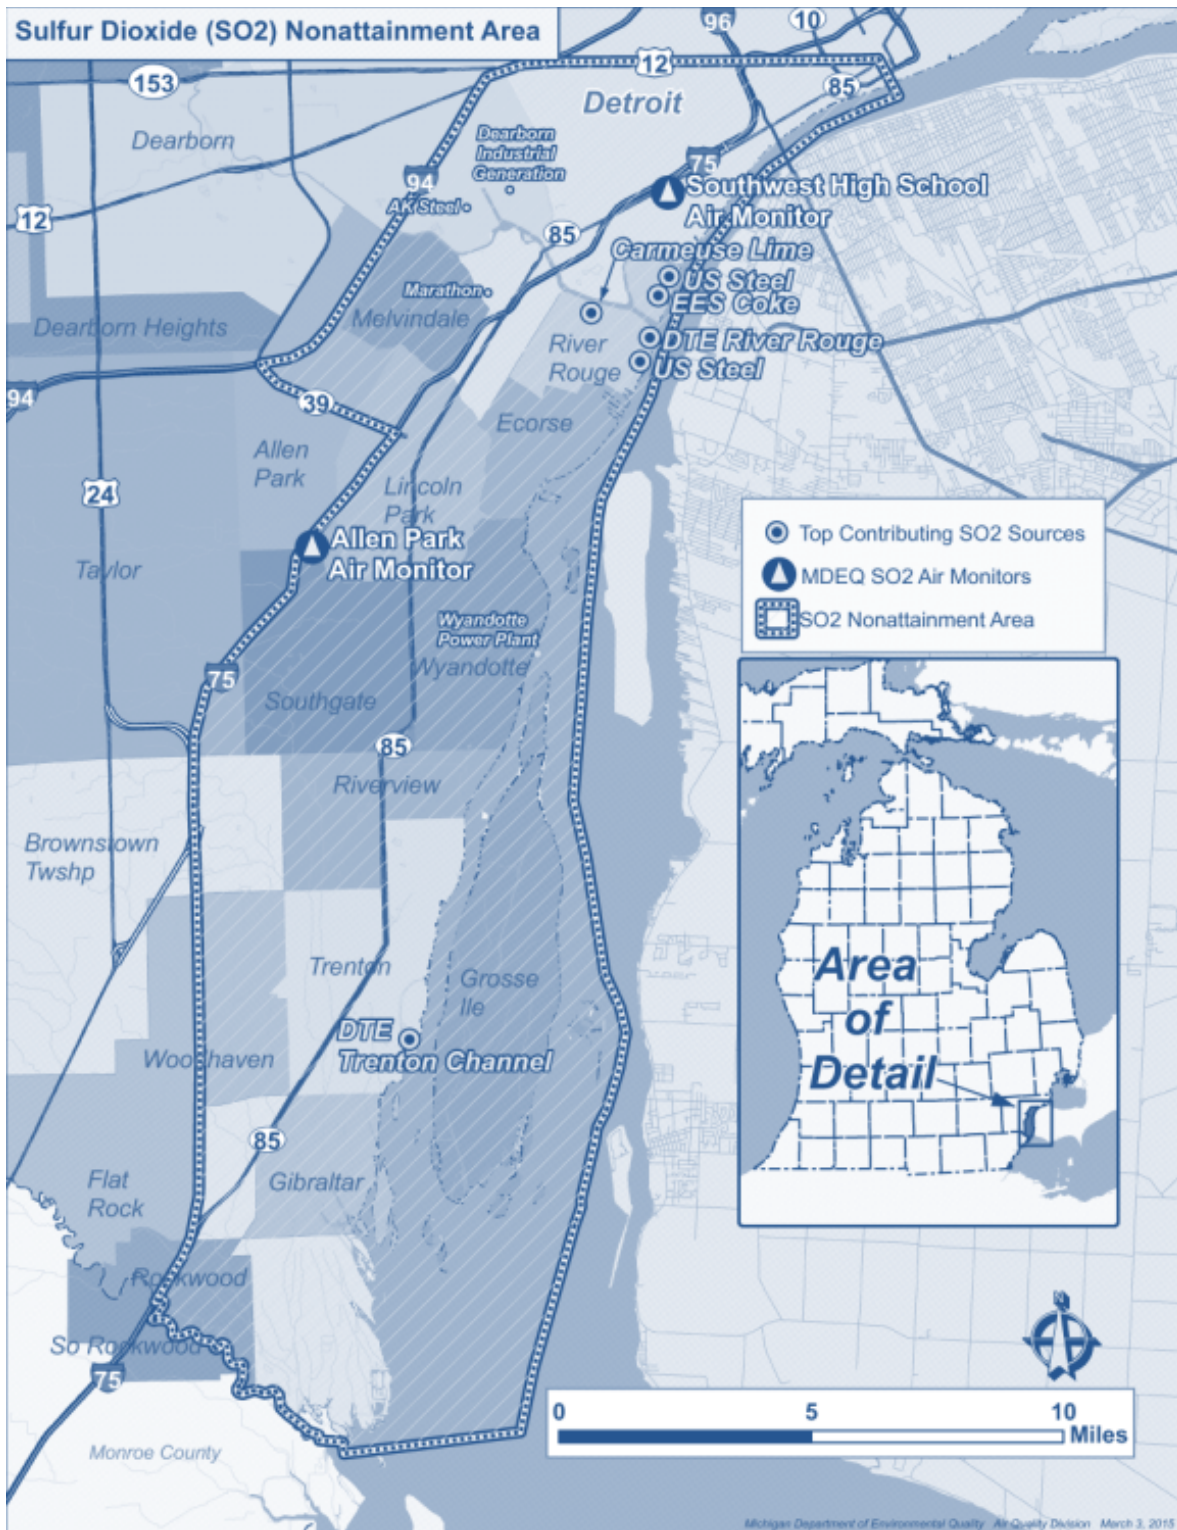 Sulfur Dioxide (SO2) Nonattainment Area
96
10
12
153
85
Detroit
Dearborn
Dearborn
Industrial
Generation
75
94
Southwest High School
Air Monitor
AK Steel
12
85
Carmeuse Lime
US Steel
Marathon
EES Coke
Melvindale
Dearborn Heights
River
Rouge
DTE River Rouge
US Steel
94
39
Ecorse
Allen
Park
Lincoln
Park
24
Top Contributing SO2 Sources
Allen Park
Air Monitor
Taylor
MDEQ SO2 Air Monitors
SO2 Nonattainment Area
Wyandotte
Power Plant
Wyandotte
75
Southgate
85
Riverview
Brownstown
Twshp
Trenton
Grosse
Ile
Area
of
Detail
DTE
Trenton Channel
Woodhaven
85
Flat
Rock
Gibraltar
Rockwood
N
So Rockwood
75
0 5 10
Miles
Monroe County
Michigan Department of Environmental Quality Air Quality Division March 3, 2015